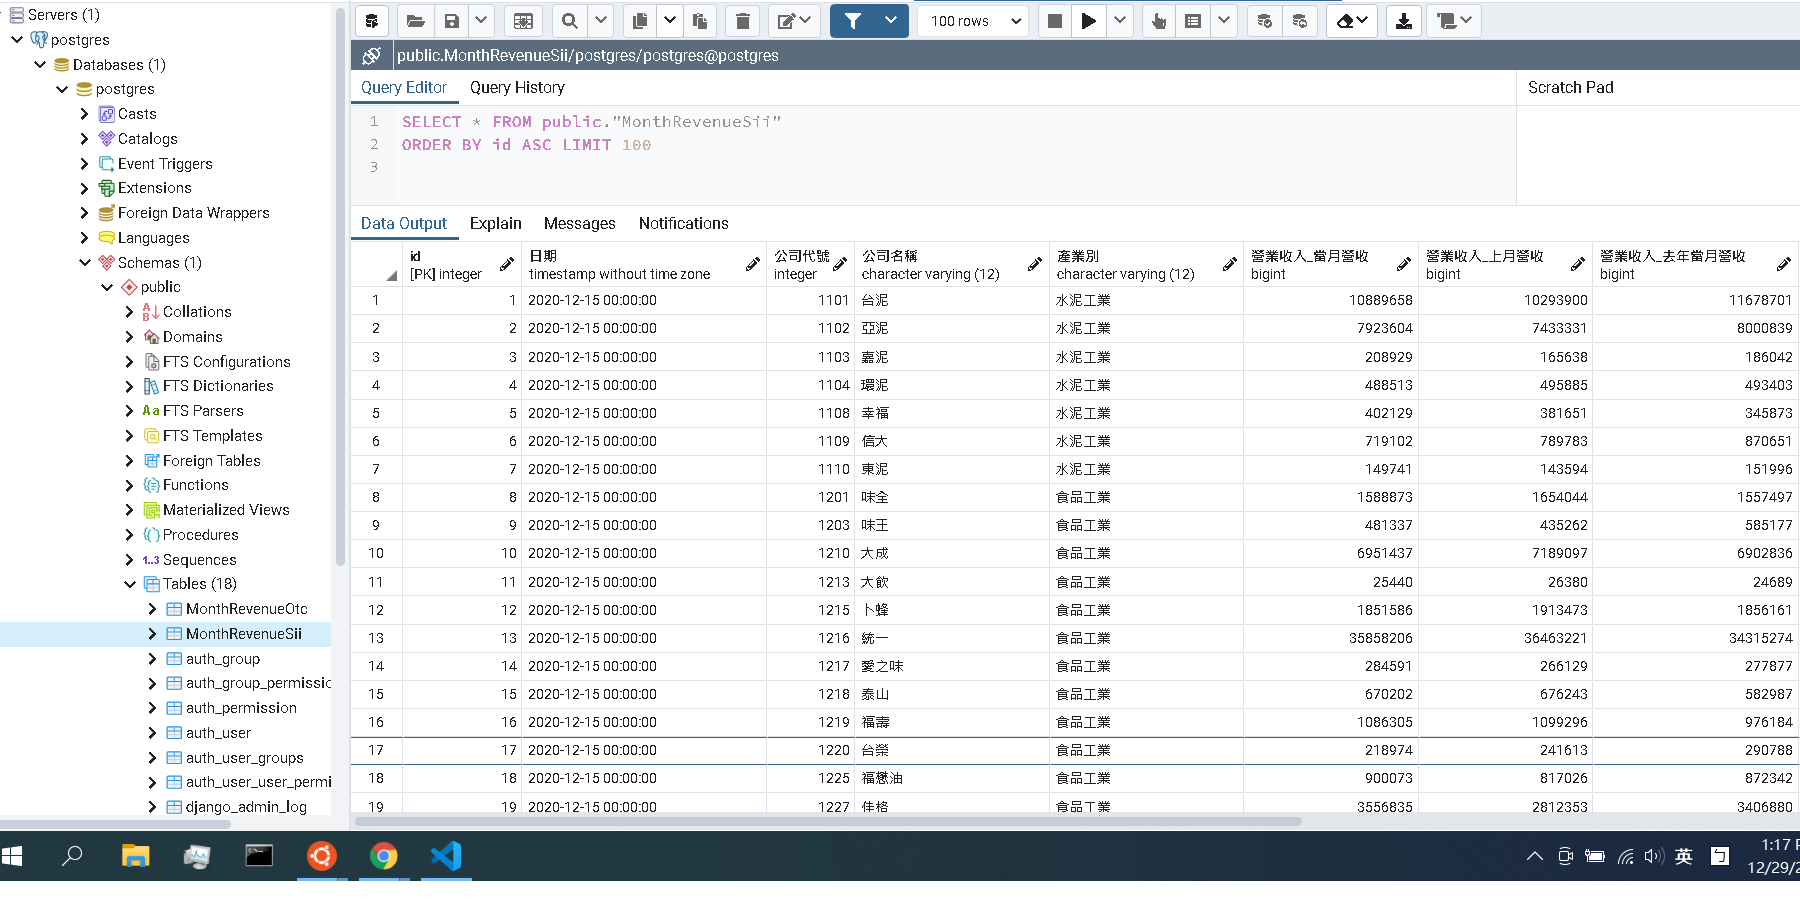 Servers (1)
postgres
Databases (1)
postgres
Casts
Catalogs
Event Triggers
Extensions
Foreign Data Wrappers
Languages
Schemas (1)
public
Collations
Domains
FTS Configurations
FTS Dictionaries
Aa FTS Parsers
FTS Templates
Foreign Tables
Functions
Materialized Views
Procedures
1..3 Sequences
Tables (18)
MonthRevenueOtc
MonthRevenueSii
auth_group
auth_group_permissic
auth_permission
auth_user
auth_user_groups
auth_user_user_permi
django_admin_log
100 rows
public.MonthRevenueSii/postgres/postgres@postgres
Query Editor Query History Scratch Pad
1 SELECT * FROM public."MonthRevenueSii"
2 ORDER BY id ASC LIMIT 100
3
Data Output Explain Messages Notifications
id 日期 公司代號 公司名稱 產業別 營業收入_當月營收 營業收入_上月營收 營業收入_去年當月營收
[PK] integer timestamp without time zone integer character varying (12) character varying (12) bigint bigint bigint
1 1 2020-12-15 00:00:00 1101 台泥 水泥工業 10889658 10293900 11678701
2 2 2020-12-15 00:00:00 1102 亞泥 水泥工業 7923604 7433331 8000839
3 3 2020-12-15 00:00:00 1103 嘉泥 水泥工業 208929 165638 186042
4 4 2020-12-15 00:00:00 1104 環泥 水泥工業 488513 495885 493403
5 5 2020-12-15 00:00:00 1108 幸福 水泥工業 402129 381651 345873
6 6 2020-12-15 00:00:00 1109 信大 水泥工業 719102 789783 870651
7 7 2020-12-15 00:00:00 1110 東泥 水泥工業 149741 143594 151996
8 8 2020-12-15 00:00:00 1201 味全 食品工業 1588873 1654044 1557497
9 9 2020-12-15 00:00:00 1203 味王 食品工業 481337 435262 585177
10 10 2020-12-15 00:00:00 1210 大成 食品工業 6951437 7189097 6902836
11 11 2020-12-15 00:00:00 1213 大飲 食品工業 25440 26380 24689
12 12 2020-12-15 00:00:00 1215 卜蜂 食品工業 1851586 1913473 1856161
13 13 2020-12-15 00:00:00 1216 統一 食品工業 35858206 36463221 34315274
14 14 2020-12-15 00:00:00 1217 愛之味 食品工業 284591 266129 277877
15 15 2020-12-15 00:00:00 1218 泰山 食品工業 670202 676243 582987
16 16 2020-12-15 00:00:00 1219 福壽 食品工業 1086305 1099296 976184
17 17 2020-12-15 00:00:00 1220 台榮 食品工業 218974 241613 290788
18 18 2020-12-15 00:00:00 1225 福懋油 食品工業 900073 817026 872342
19 19 2020-12-15 00:00:00 1227 佳格 食品工業 3556835 2812353 3406880
英
1:17 P
12/29/2